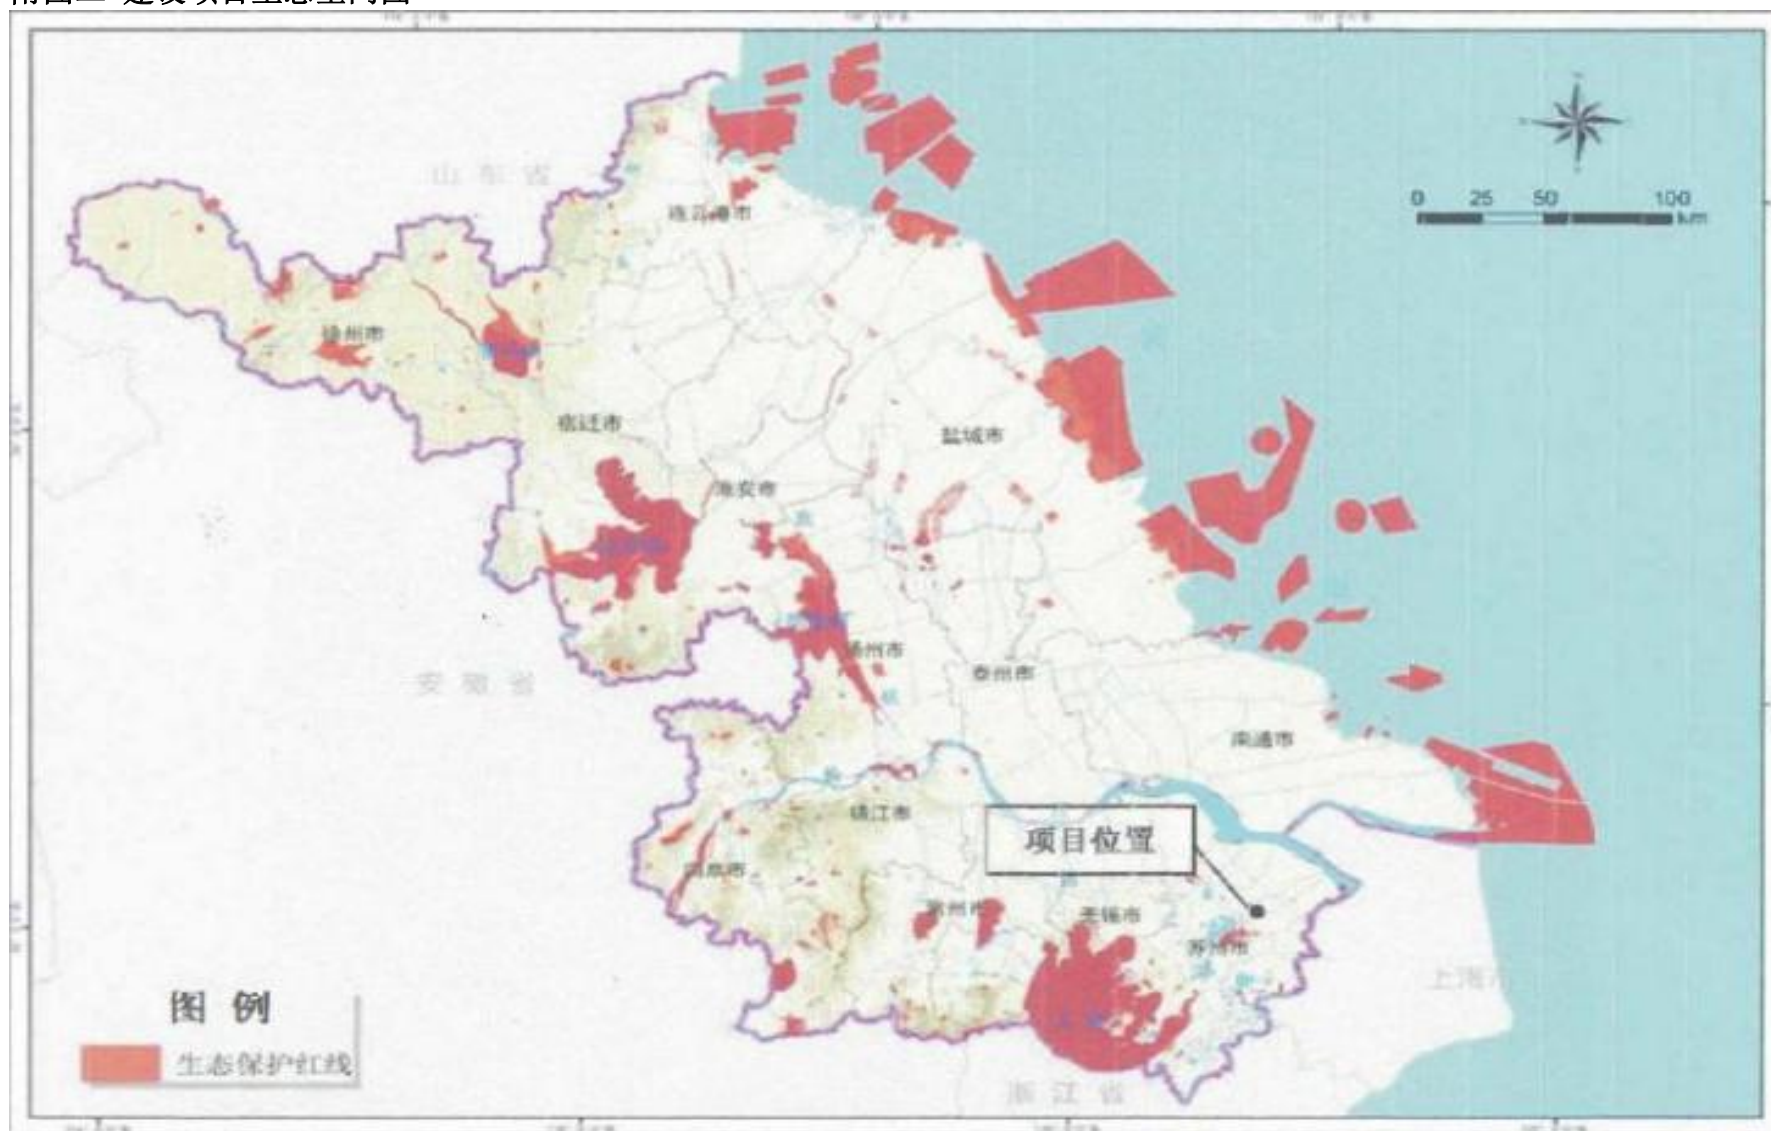 山东省
连云港市
0 25 50 100
km
徐州市
宿迁市
盐城市
淮安市
扬州市
安徽省
泰州市
南通市
镇江市
项目位置
南京市
常州市
无锡市
苏州市
上海
图例
生态保护红线
浙江省